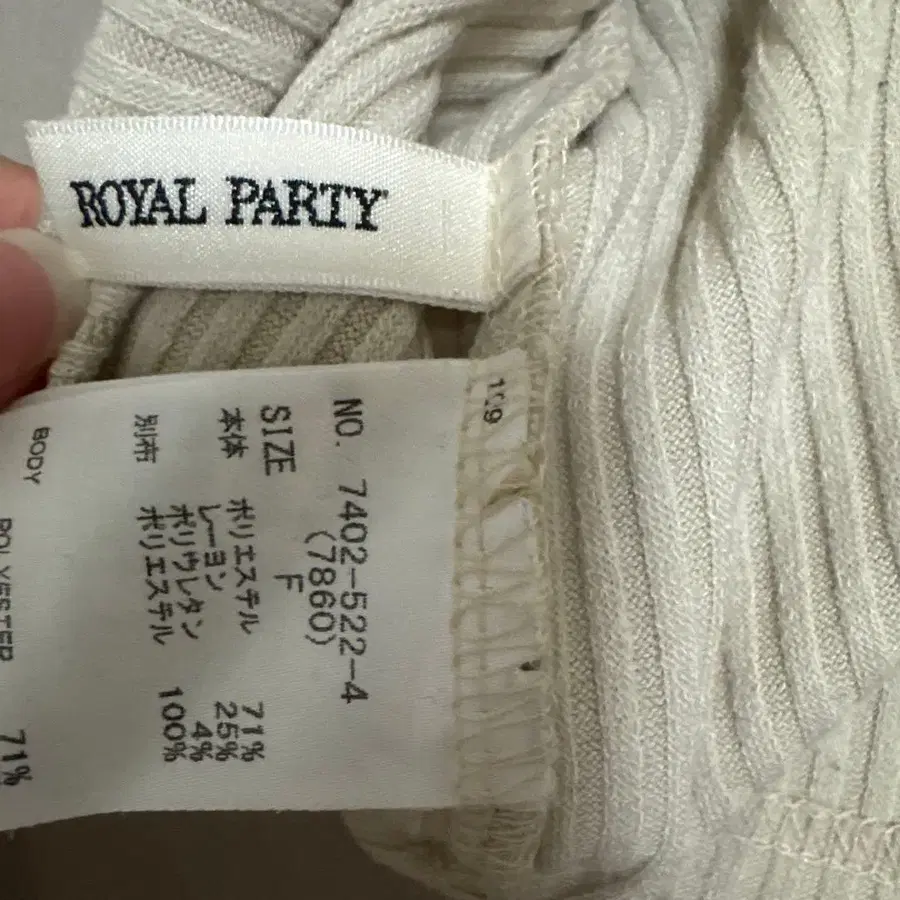 ROYAL PARTY
109
NO. 7402-522-4
(7860)
SIZE F
本体 ポリエステル 71%
レーヨン 25%
ポリウレタン 4%
別布 ポリエステル 100%
BODY POLYESTER 71%